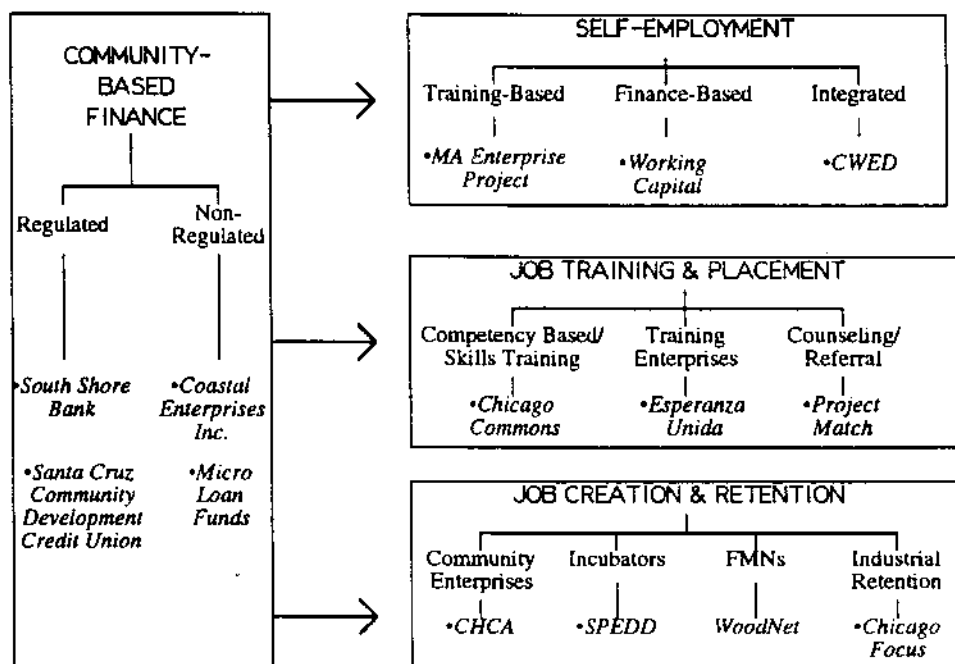 COMMUNITY-
BASED
FINANCE
Regulated
Non-
Regulated
•South Shore
Bank
•Coastal
Enterprises
Inc.
•Santa Cruz
Community
Development
Credit Union
•Micro
Loan
Funds
SELF-EMPLOYMENT
Training-Based Finance-Based Integrated
•MA Enterprise
Project
•Working
Capital
•CWED
JOB TRAINING & PLACEMENT
Competency Based/
Skills Training
Training
Enterprises
Counseling/
Referral
•Chicago
Commons
•Esperanza
Unida
•Project
Match
JOB CREATION & RETENTION
Community
Enterprises
Incubators
FMNs
Industrial
Retention
•CHCA
•SPEDD
WoodNet
•Chicago
Focus